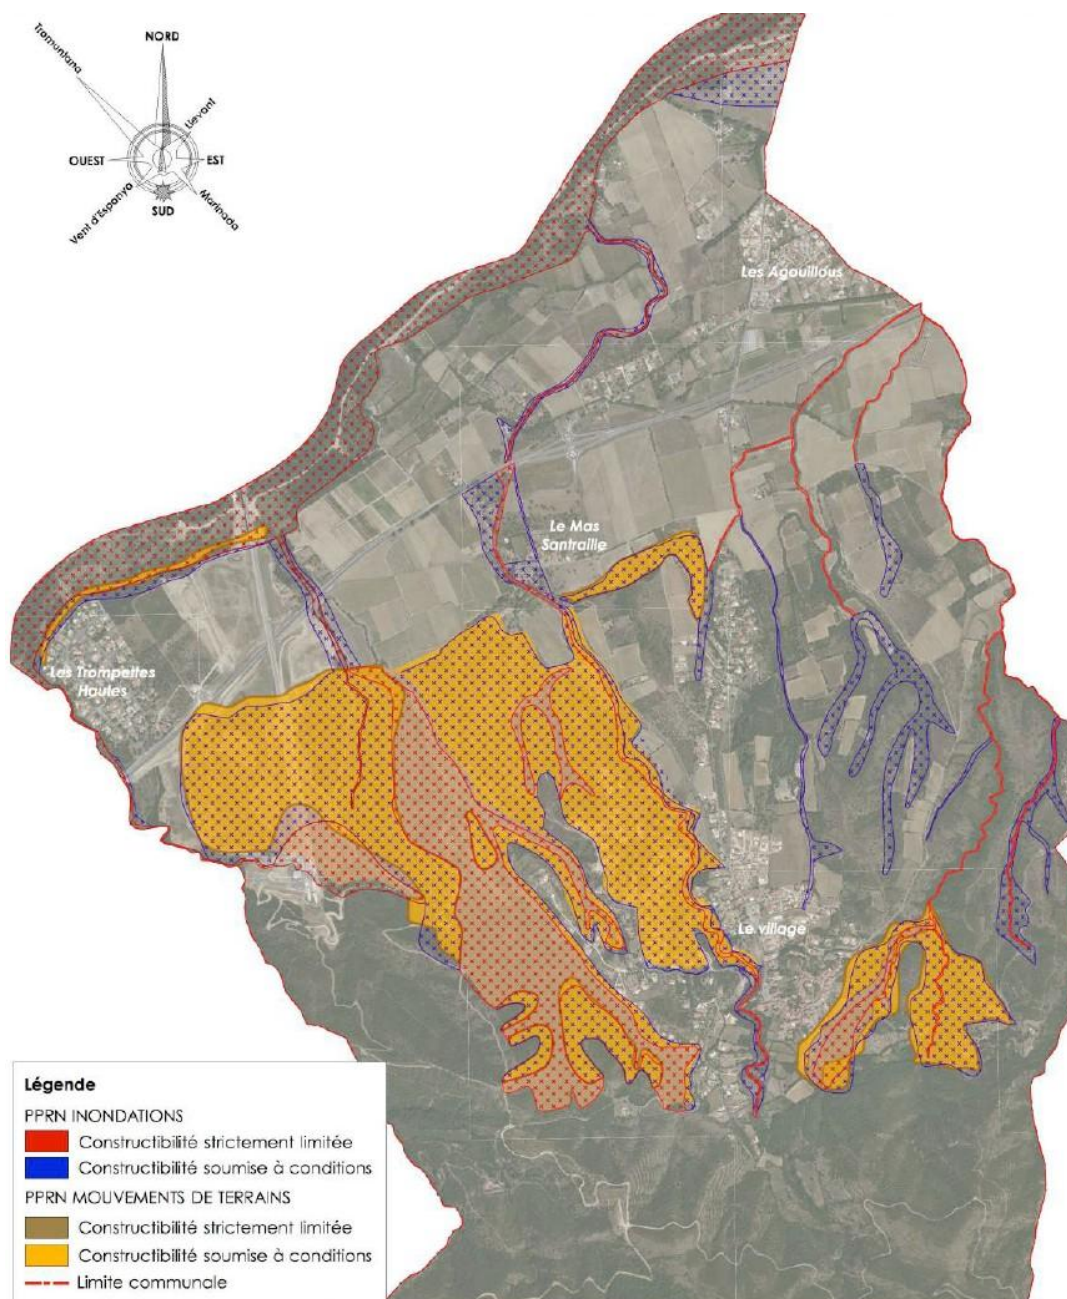 Tramuntana
NORD
Llevant
OUEST
EST
Vent d'Espanya
Marinada
SUD
Les Agouillous
Le Mas
Santraille
Les Trompettes
Hautes
Le village
Légende
PPRN INONDATIONS
Constructibilité strictement limitée
Constructibilité soumise à conditions
PPRN MOUVEMENTS DE TERRAINS
Constructibilité strictement limitée
Constructibilité soumise à conditions
Limite communale